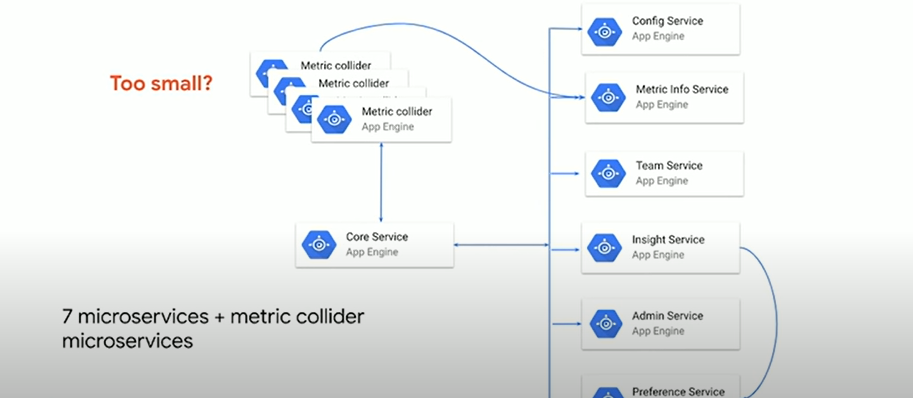 Too small?
Metric collider
Metric collider
Metric collider
App Engine
Core Service
App Engine
7 microservices + metric collider
microservices
Config Service
App Engine
Metric Info Service
App Engine
Team Service
App Engine
Insight Service
App Engine
Admin Service
App Engine
Preference Service